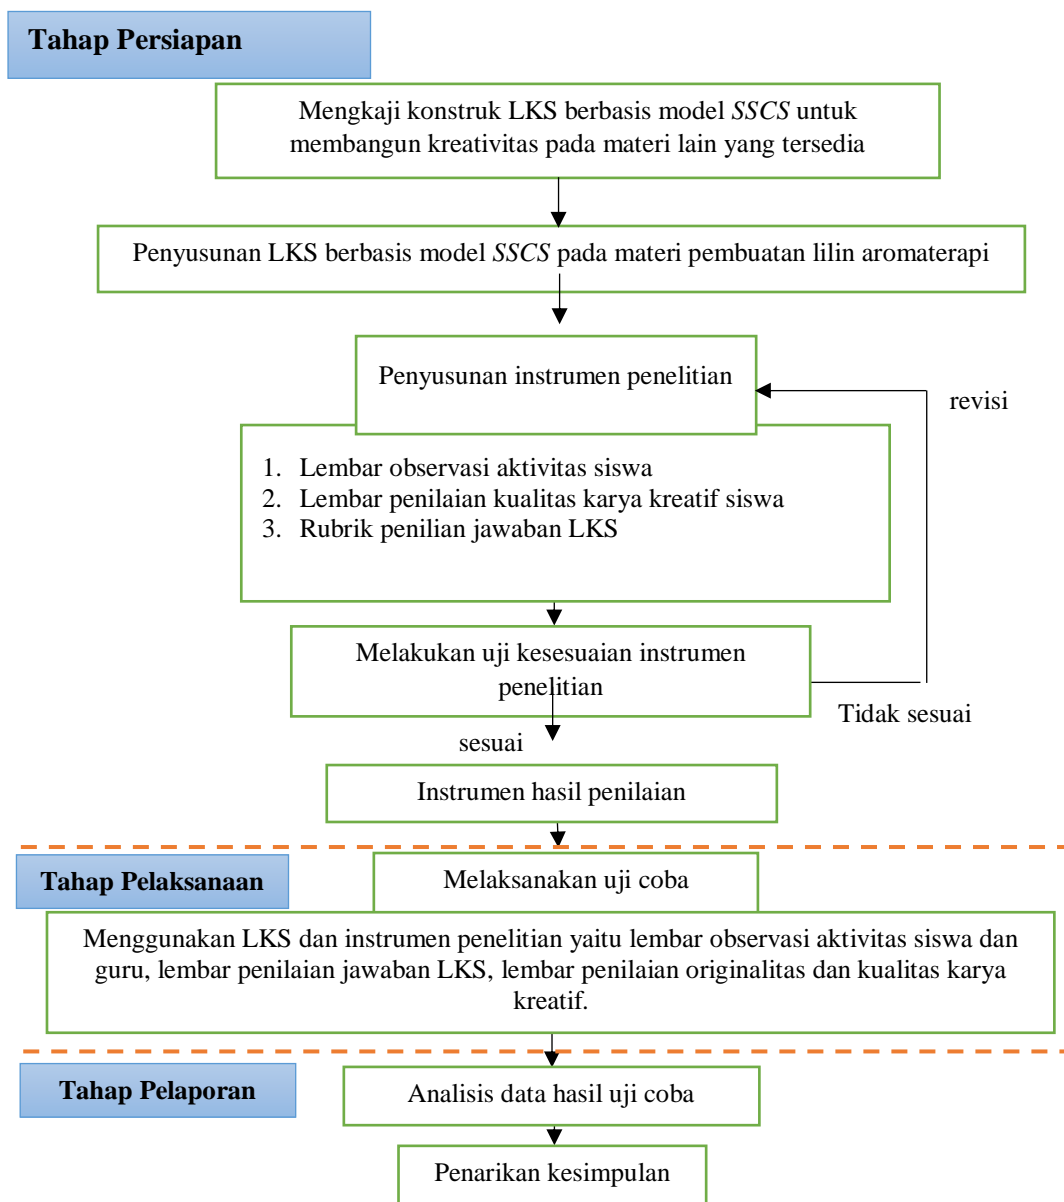 Tahap Persiapan
Mengkaji konstruk LKS berbasis model SSCS untuk
membangun kreativitas pada materi lain yang tersedia
Penyusunan LKS berbasis model SSCS pada materi pembuatan lilin aromaterapi
Penyusunan instrumen penelitian
revisi
1. Lembar observasi aktivitas siswa
2. Lembar penilaian kualitas karya kreatif siswa
3. Rubrik penilian jawaban LKS
Melakukan uji kesesuaian instrumen
penelitian
Tidak sesuai
sesuai
Instrumen hasil penilaian
Tahap Pelaksanaan
Melaksanakan uji coba
Menggunakan LKS dan instrumen penelitian yaitu lembar observasi aktivitas siswa dan
guru, lembar penilaian jawaban LKS, lembar penilaian originalitas dan kualitas karya
kreatif.
Tahap Pelaporan
Analisis data hasil uji coba
Penarikan kesimpulan